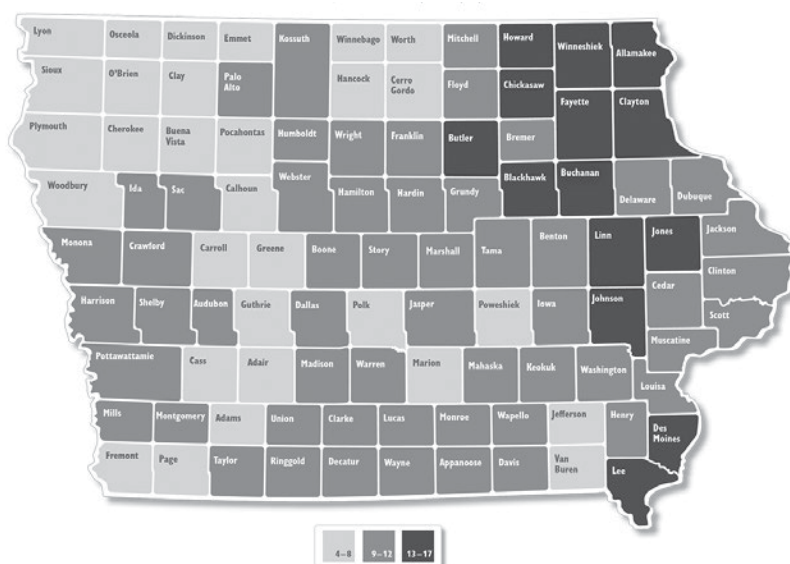 Lyon
Osceola
Dickinson
Emmet
Kossuth
Winnebago
Worth
Mitchell
Howard
Winneshiek
Allamakee
Sioux
O'Brien
Clay
Palo
Alto
Hancock
Cerro
Gordo
Floyd
Chickasaw
Fayette
Clayton
Plymouth
Cherokee
Buena
Vista
Pocahontas
Humboldt
Wright
Franklin
Butler
Bremer
Woodbury
Ida
Sac
Calhoun
Webster
Hamilton
Hardin
Grundy
Blackhawk
Buchanan
Delaware
Dubuque
Monona
Crawford
Carroll
Greene
Boone
Story
Marshall
Tama
Benton
Linn
Jones
Jackson
Clinton
Harrison
Shelby
Audubon
Guthrie
Dallas
Polk
Jasper
Poweshiek
Iowa
Johnson
Cedar
Scott
Muscatine
Pottawattamie
Cass
Adair
Madison
Warren
Marion
Mahaska
Keokuk
Washington
Louisa
Mills
Montgomery
Adams
Union
Clarke
Lucas
Monroe
Wapello
Jefferson
Henry
Des
Moines
Fremont
Page
Taylor
Ringgold
Decatur
Wayne
Appanoose
Davis
Van
Buren
Lee
4–8
9–12
13–17